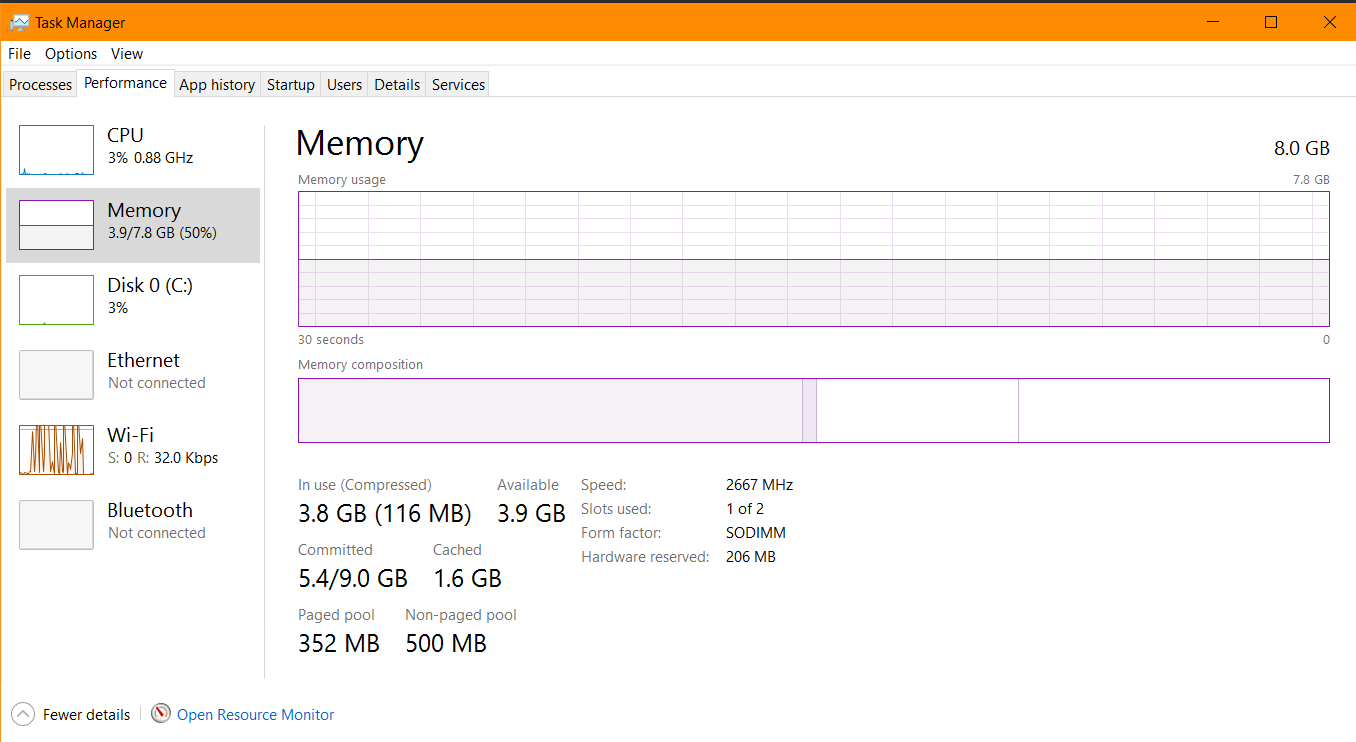 Task Manager
File Options View
Processes Performance App history Startup Users Details Services
CPU
3% 0.88 GHz
Memory
3.9/7.8 GB (50%)
Disk 0 (C:)
3%
Ethernet
Not connected
Wi-Fi
S: 0 R: 32.0 Kbps
Bluetooth
Not connected
Memory 8.0 GB
Memory usage 7.8 GB
30 seconds 0
Memory composition
In use (Compressed) Available
3.8 GB (116 MB) 3.9 GB
Committed Cached
5.4/9.0 GB 1.6 GB
Paged pool Non-paged pool
352 MB 500 MB
Speed: 2667 MHz
Slots used: 1 of 2
Form factor: SODIMM
Hardware reserved: 206 MB
Fewer details Open Resource Monitor